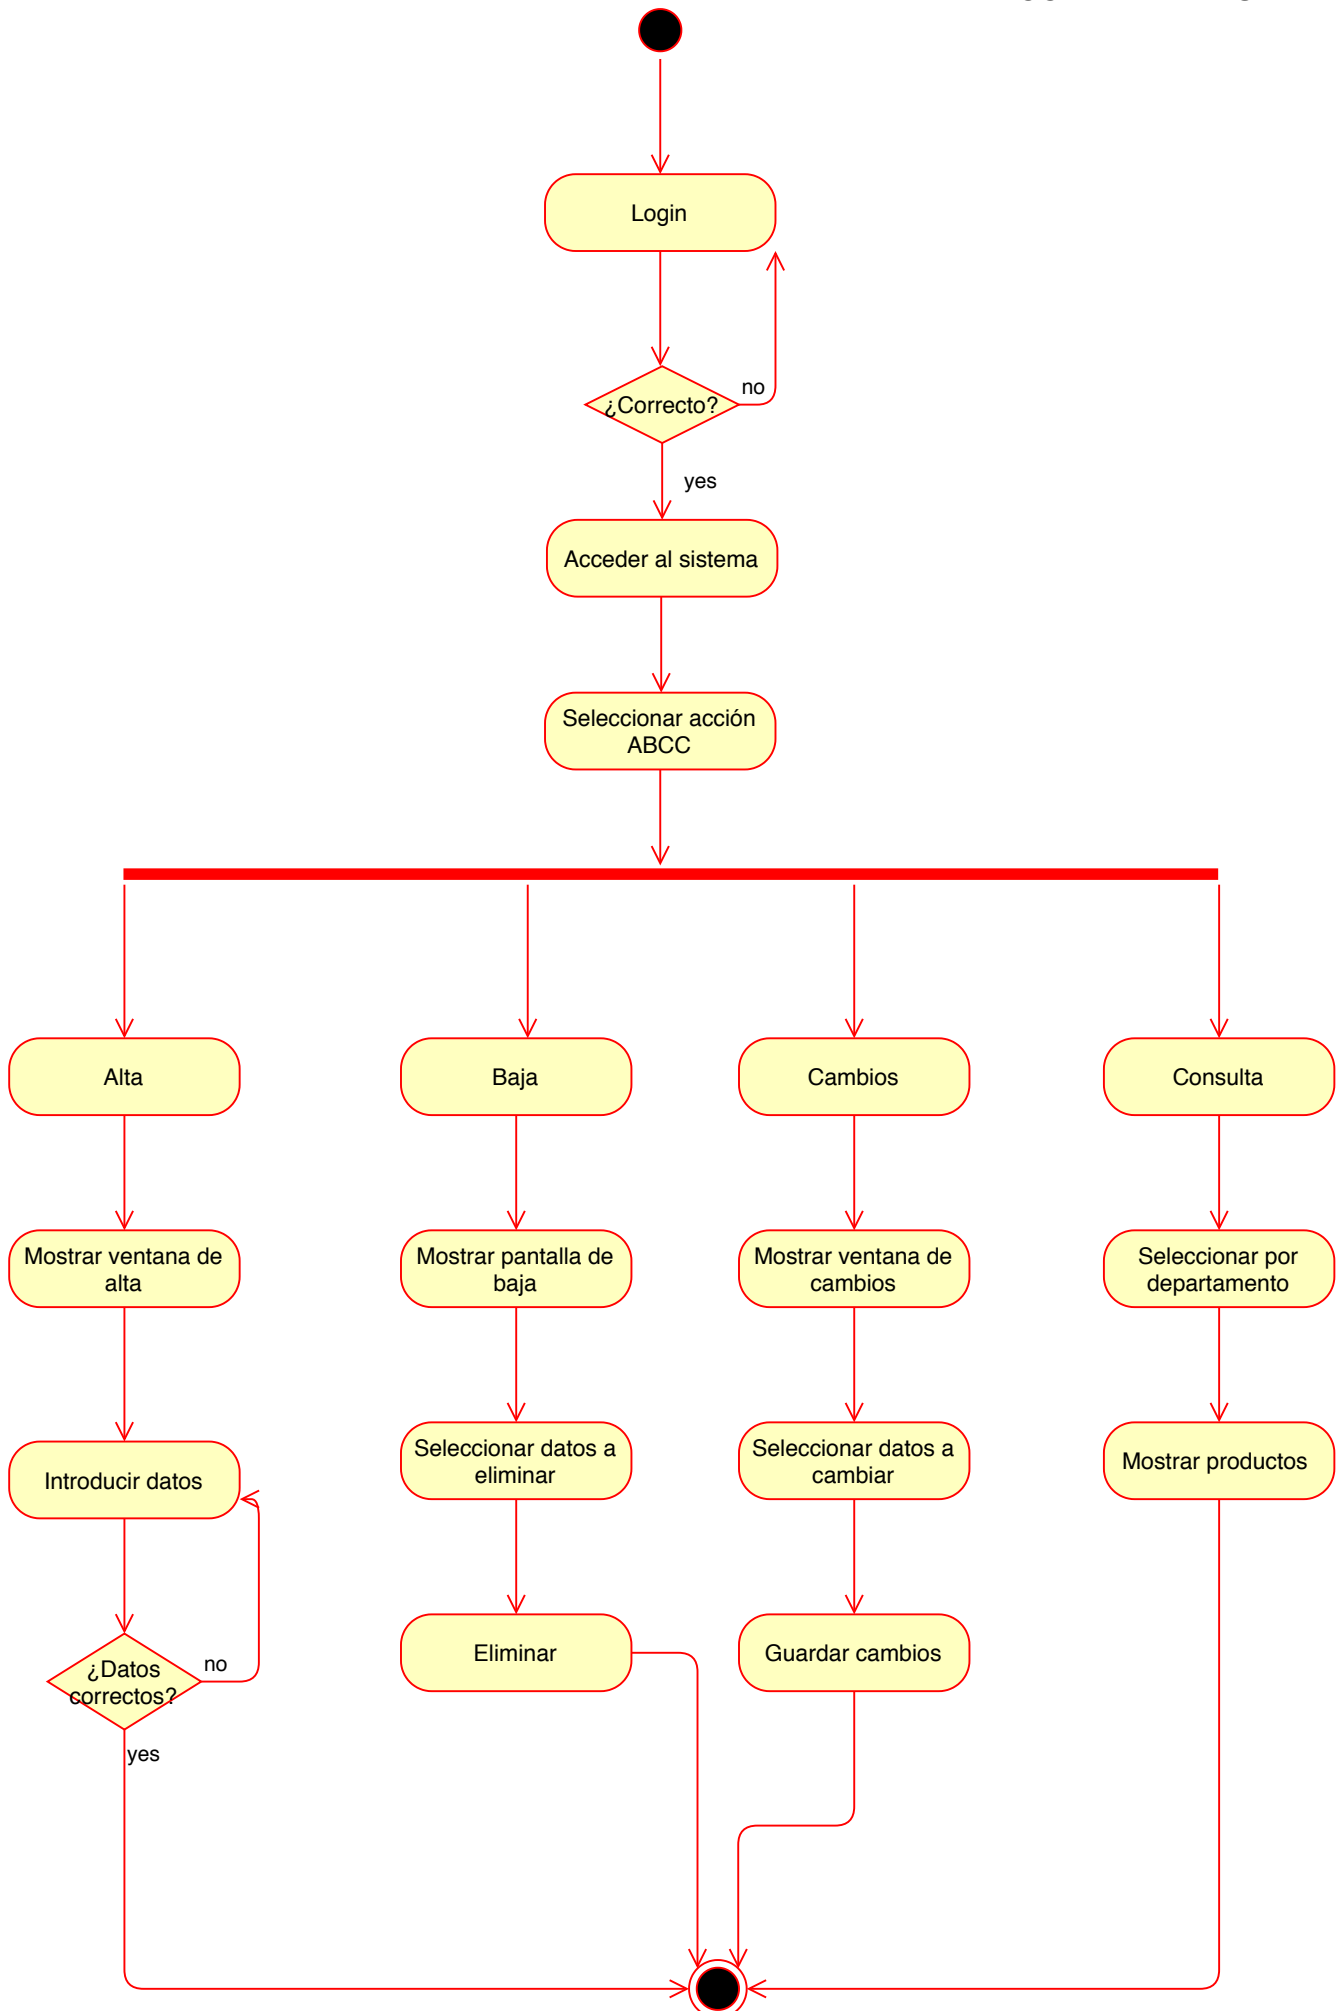 Login
¿Correcto?
no
yes
Acceder al sistema
Seleccionar acción
ABCC
Alta
Baja
Cambios
Consulta
Mostrar ventana de
alta
Mostrar pantalla de
baja
Mostrar ventana de
cambios
Seleccionar por
departamento
Introducir datos
Seleccionar datos a
eliminar
Seleccionar datos a
cambiar
Mostrar productos
¿Datos
correctos?
no
yes
Eliminar
Guardar cambios